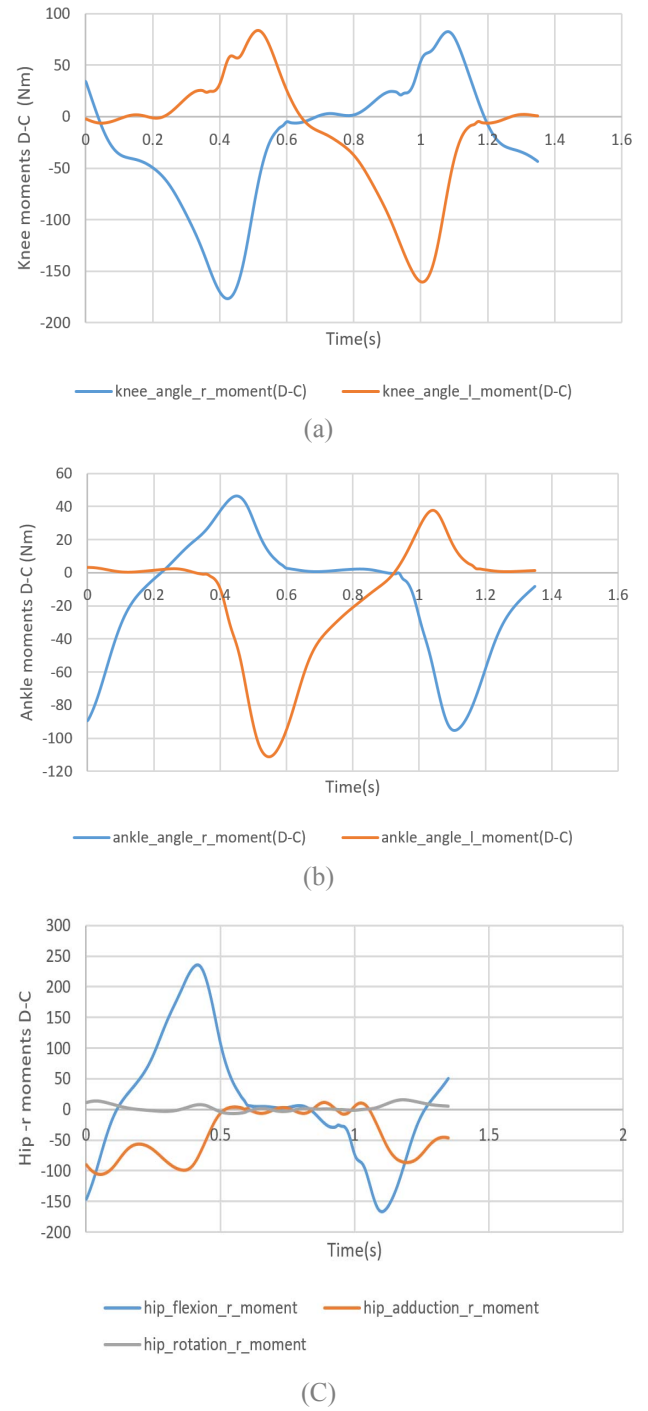 100
50
0
-50
-100
-150
-200
0 0.2 0.4 0.6 0.8 1 1.2 1.4 1.6
Knee moments D-C (Nm)
Time(s)
knee_angle_r_moment(D-C) knee_angle_l_moment(D-C)
(a)
60
40
20
0
-20
-40
-60
-80
-100
-120
0 0.2 0.4 0.6 0.8 1 1.2 1.4 1.6
Ankle moments D-C (Nm)
Time(s)
ankle_angle_r_moment(D-C) ankle_angle_l_moment(D-C)
(b)
300
250
200
150
100
50
0
-50
-100
-150
-200
0 0.5 1 1.5 2
Hip -r moments D-C
Time(s)
hip_flexion_r_moment hip_adduction_r_moment
hip_rotation_r_moment
(C)